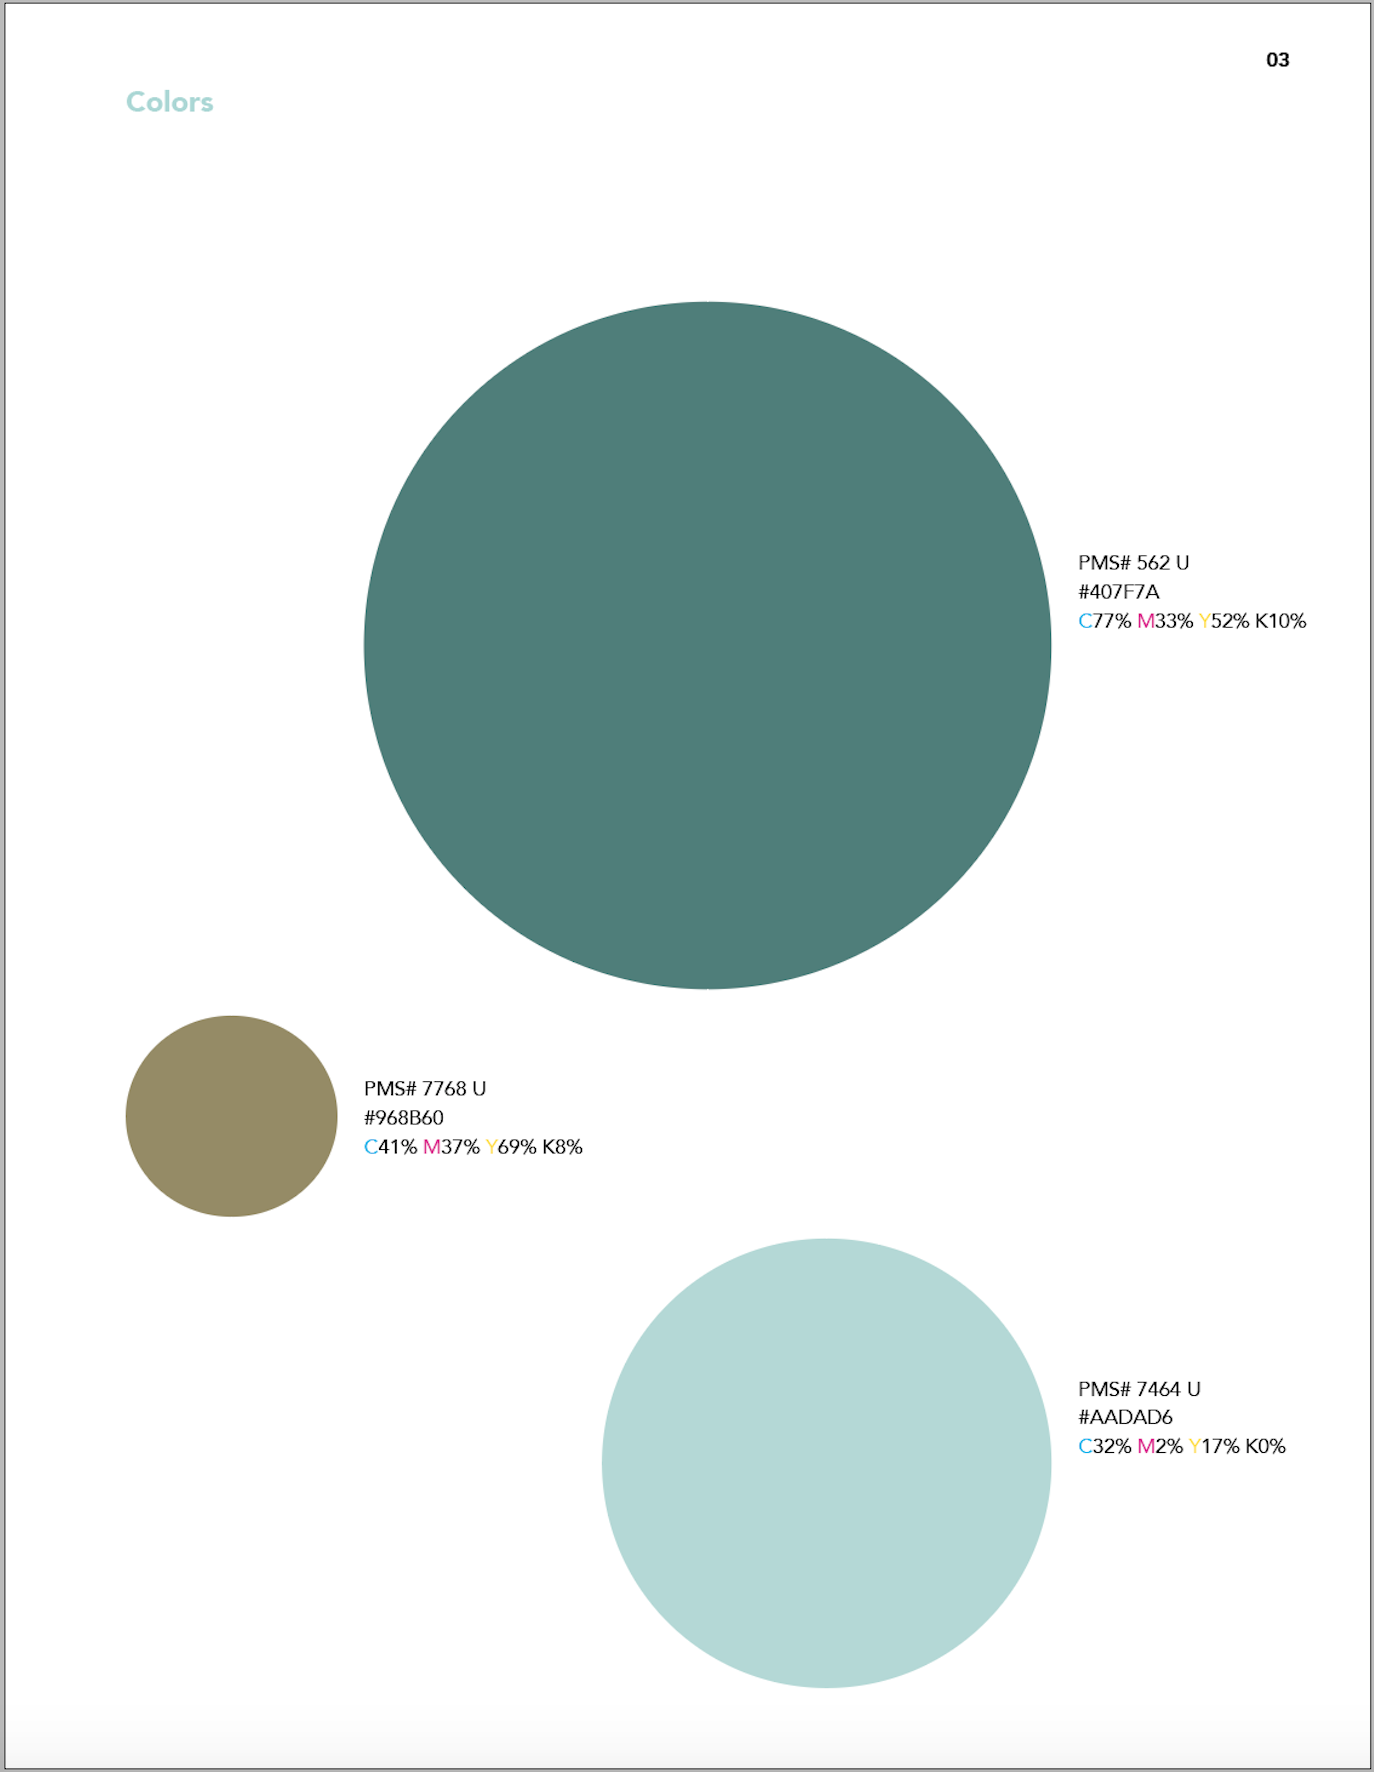 03
Colors
PMS# 562 U
#407F7A
C77% M33% Y52% K10%
PMS# 7768 U
#968B60
C41% M37% Y69% K8%
PMS# 7464 U
#AADAD6
C32% M2% Y17% K0%